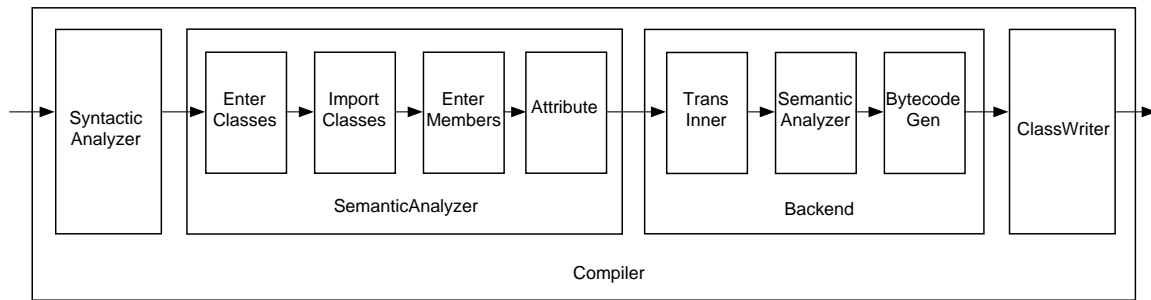 Syntactic
Analyzer
Enter
Classes
Import
Classes
Enter
Members
Attribute
SemanticAnalyzer
Trans
Inner
Semantic
Analyzer
Bytecode
Gen
Backend
ClassWriter
Compiler